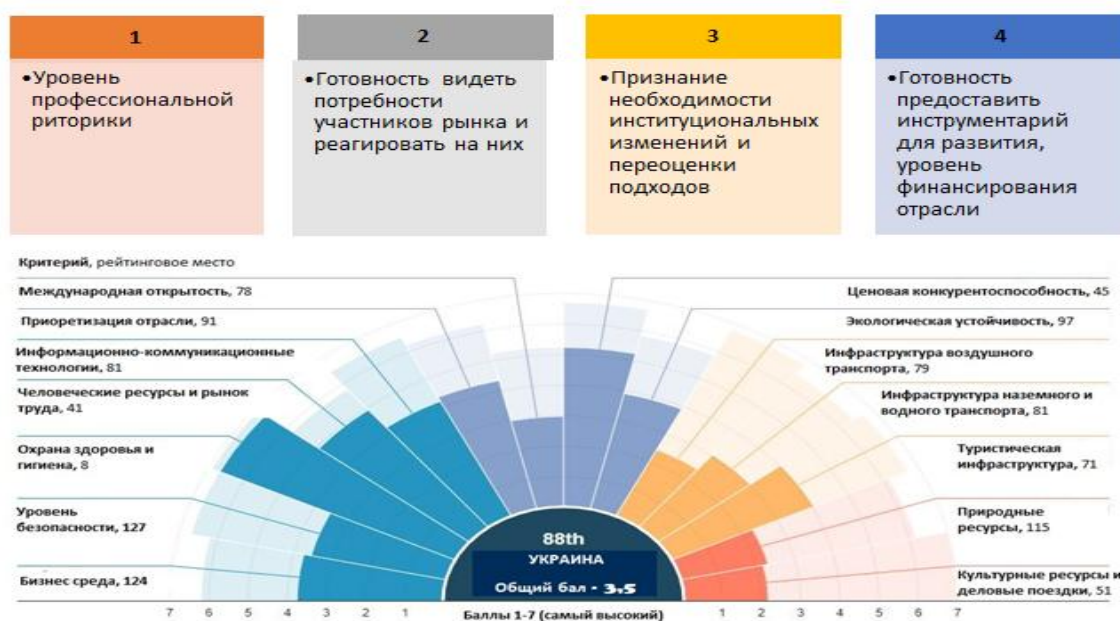 1
•Уровень
профессиональной
риторики
2
•Готовность видеть
потребности
участников рынка и
реагировать на них
3
•Признание
необходимости
институциональных
изменений и
переоценки
подходов
4
•Готовность
предоставить
инструментарий
для развития,
уровень
финансирования
отрасли
Критерий, рейтинговое место
Международная открытость, 78
Приоретизация отрасли, 91
Информационно-коммуникационные
технологии, 81
Человеческие ресурсы и рынок
труда, 41
Охрана здоровья и
гигиена, 8
Уровень
безопасности, 127
Бизнес среда, 124
Ценовая конкурентоспособность, 45
Экологическая устойчивость, 97
Инфраструктура воздушного
транспорта, 79
Инфраструктура наземного и
водного транспорта, 81
Туристическая
инфраструктура, 71
Природные
ресурсы, 115
Культурные ресурсы и
деловые поездки, 51
88th
УКРАИНА
Общий бал - 3.5
7 6 5 4 3 2 1 Баллы 1-7 (самый высокий) 1 2 3 4 5 6 7